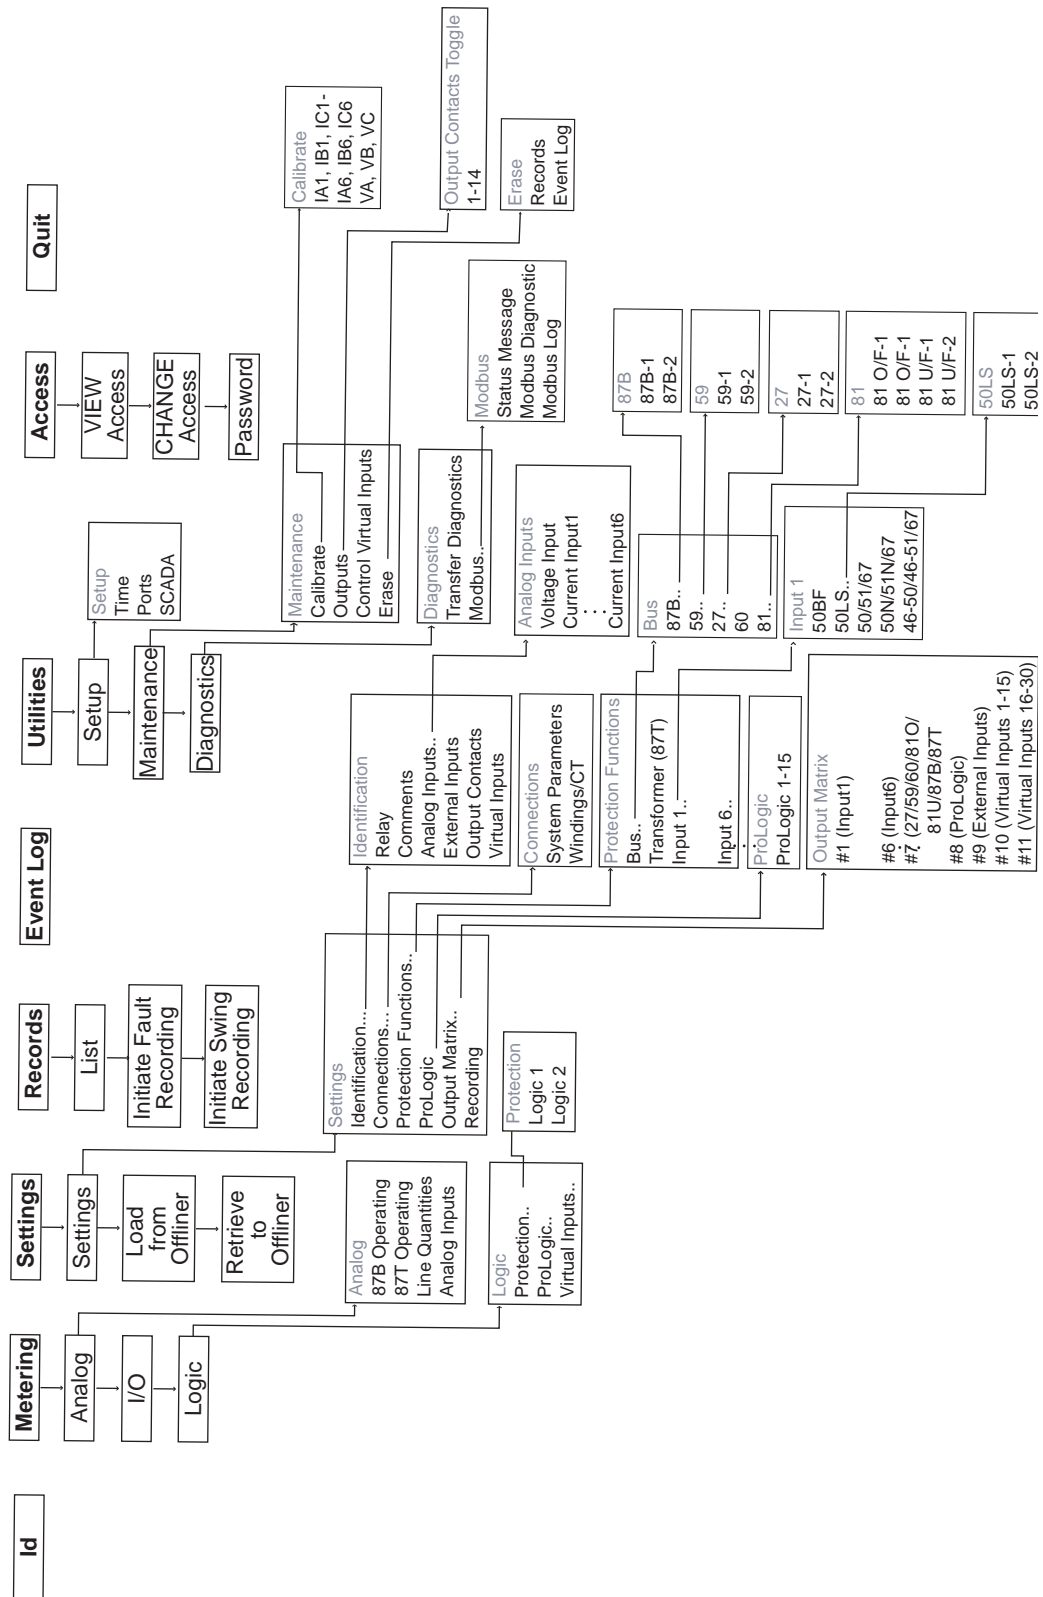 Id
Metering
Analog
I/O
Logic
Analog
87B Operating
87T Operating
Line Quantities
Analog Inputs
Logic
Protection..
ProLogic..
Virtual Inputs..
Protection
Logic 1
Logic 2
Settings
Settings
Load
from
Offliner
Retrieve
to
Offliner
Settings
Identification...
Connections...
Protection Functions..
ProLogic
Output Matrix..
Recording
Identification
Relay
Comments
Analog Inputs..
External Inputs
Output Contacts
Virtual Inputs
Connections
System Parameters
Windings/CT
Protection Functions
Bus..
Transformer (87T)
Input 1..
Input 6..
ProLogic
ProLogic 1-15
Output Matrix
#1 (Input1)
#6 (Input6)
#7 (27/59/60/81O/
81U/87B/87T
#8 (ProLogic)
#9 (External Inputs)
#10 (Virtual Inputs 1-15)
#11 (Virtual Inputs 16-30)
Analog Inputs
Voltage Input
Current Input1
:
Current Input6
Bus
87B..
59..
27..
60
81..
Input 1
50BF
50LS...
50/51/67
50N/51N/67
46-50/46-51/67
87B
87B-1
87B-2
59
59-1
59-2
27
27-1
27-2
81
81 O/F-1
81 O/F-1
81 U/F-1
81 U/F-2
50LS
50LS-1
50LS-2
Records
List
Initiate Fault
Recording
Initiate Swing
Recording
Event Log
Utilities
Setup
Maintenance
Diagnostics
Setup
Time
Ports
SCADA
Maintenance
Calibrate
Outputs
Control Virtual Inputs
Erase
Diagnostics
Transfer Diagnostics
Modbus..
Calibrate
IA1, IB1, IC1-
IA6, IB6, IC6
VA, VB, VC
Output Contacts Toggle
1-14
Erase
Records
Event Log
Modbus
Status Message
Modbus Diagnostic
Modbus Log
Access
VIEW
Access
CHANGE
Access
Password
Quit